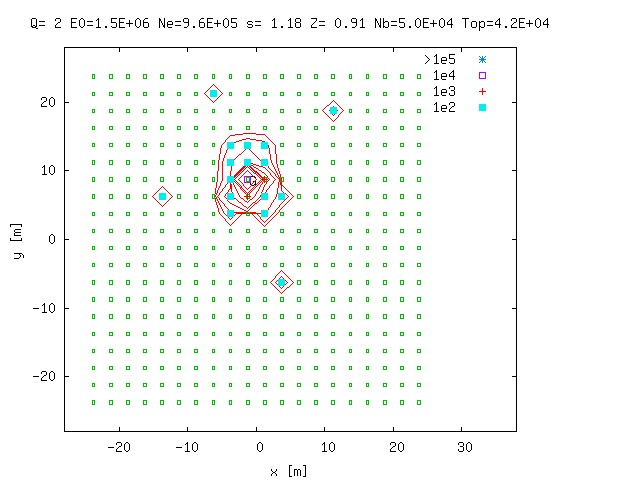 Q= 2 E0=1.5E+06 Ne=9.6E+05 s= 1.18 Z= 0.91 Nb=5.0E+04 Top=4.2E+04
>1e5
1e4
1e3
1e2
20
10
0
-10
-20
y [m]
-20 -10 0 10 20 30
x [m]